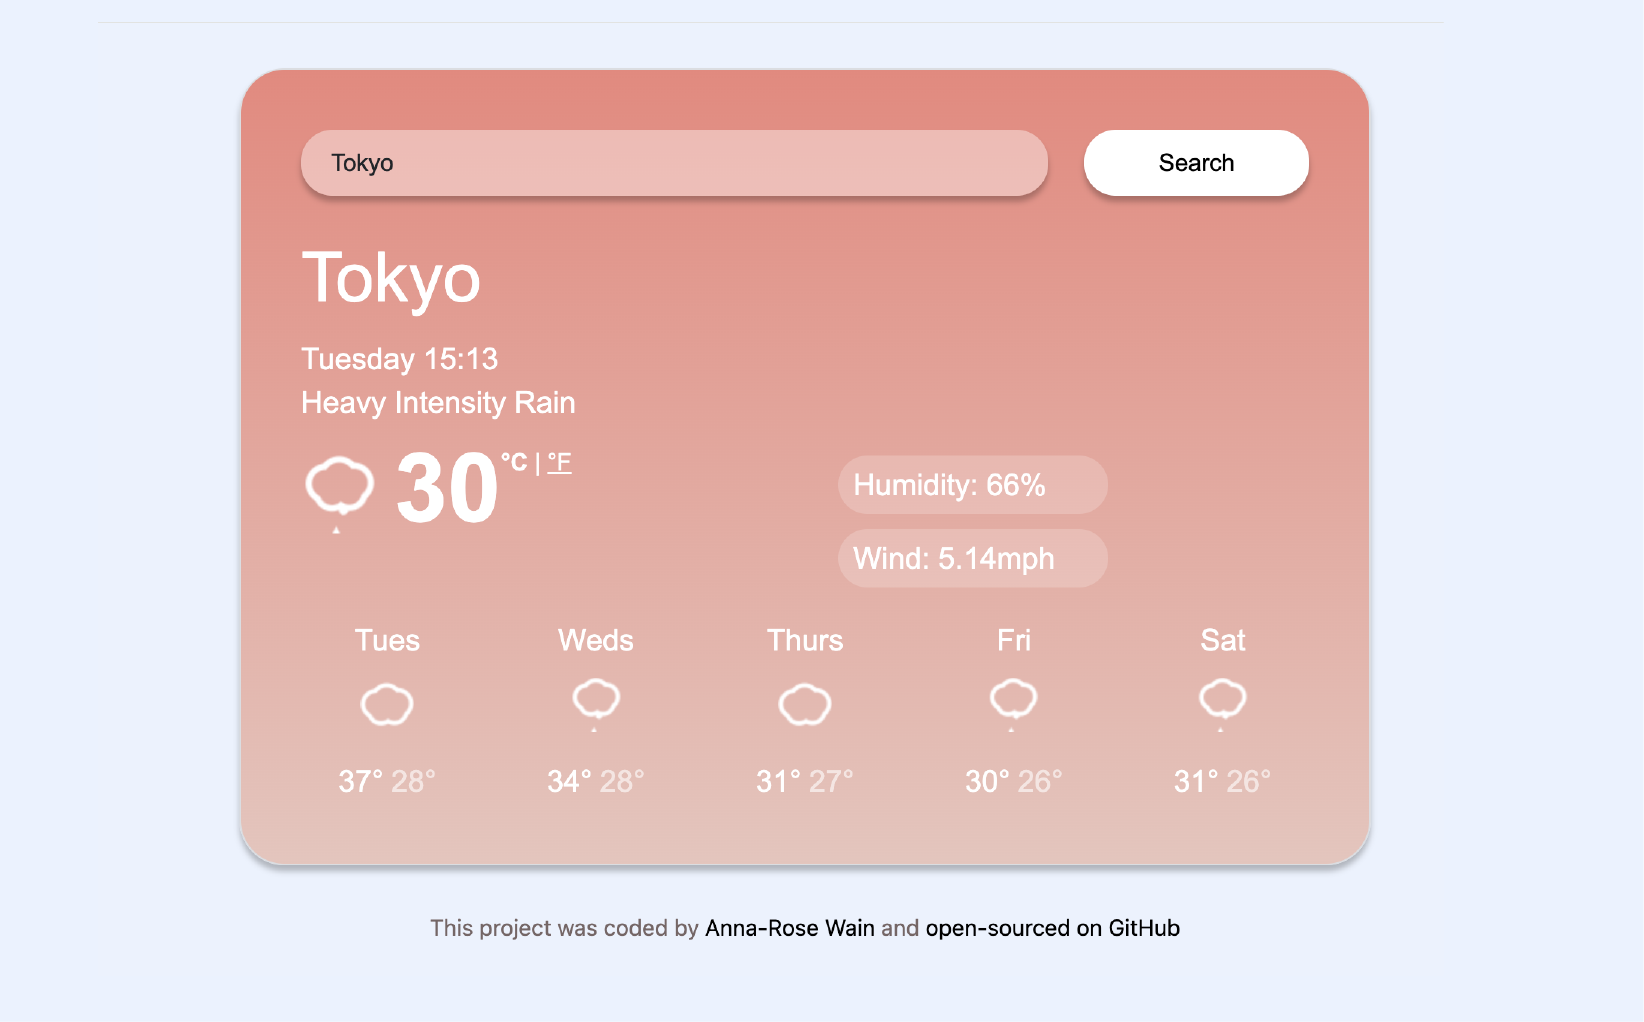 Tokyo
Search
Tokyo
Tuesday 15:13
Heavy Intensity Rain
30 °C | °F
Humidity: 66%
Wind: 5.14mph
Tues Weds Thurs Fri Sat
37° 28° 34° 28° 31° 27° 30° 26° 31° 26°
This project was coded by Anna-Rose Wain and open-sourced on GitHub